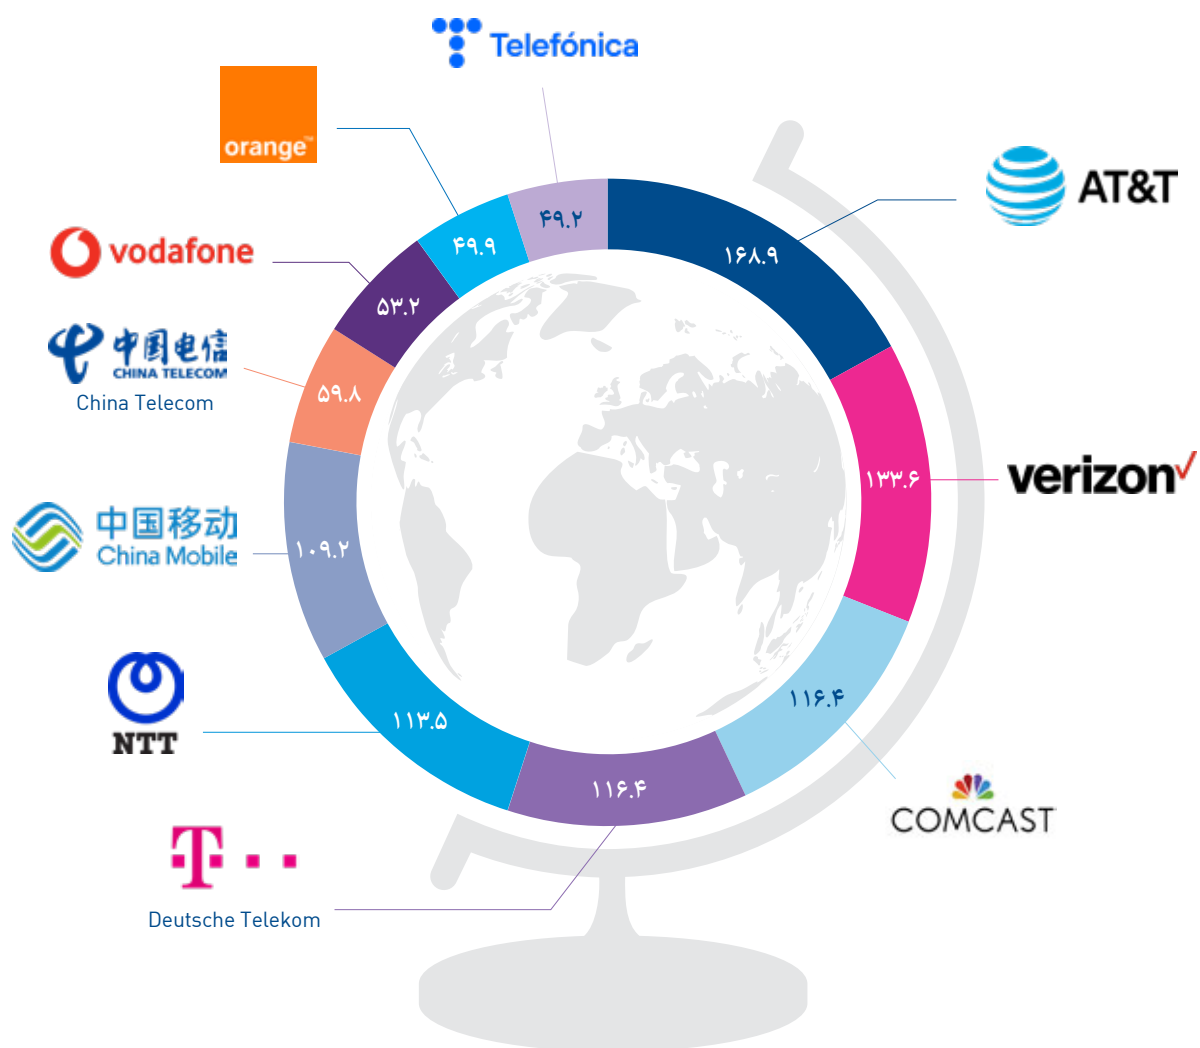 Telefónica
orange™
AT&T
۴۹.۲
۱۶۸.۹
۴۹.۹
vodafone
۵۳.۲
中国电信
CHINA TELECOM
China Telecom
۵۹.۸
verizon
۱۳۳.۶
中国移动
China Mobile
۱۰۹.۲
۱۱۶.۴
NTT
۱۱۳.۵
۱۱۶.۴
COMCAST
T
Deutsche Telekom